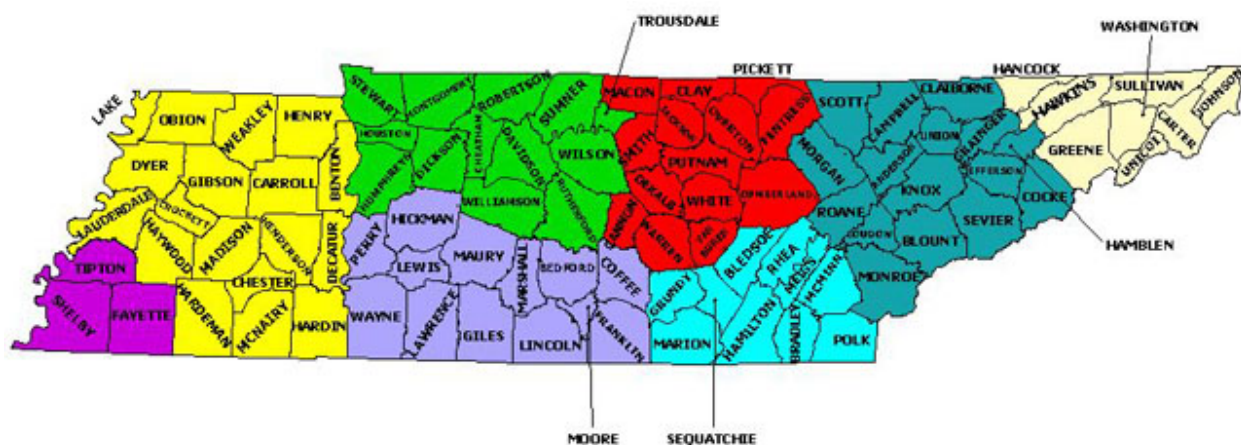 TROUSDALE
WASHINGTON
PICKETT
HANCOCK
LAKE
OBION
WEAKLEY
HENRY
STEWART
MONTGOMERY
ROBERTSON
SUMNER
MACON
CLAY
JACKSON
OVERTON
FENTRESS
SCOTT
CAMPBELL
CLAIBORNE
HAWKINS
SULLIVAN
JOHNSON
CARTER
UNICOI
GREENE
DYER
GIBSON
CARROLL
BENTON
HOUSTON
HUMPHREYS
DICKSON
CHEATHAM
DAVIDSON
WILSON
SMITH
PUTNAM
MORGAN
ANDERSON
UNION
GRAINGER
JEFFERSON
COCKE
KNOX
LAUDERDALE
CROCKETT
HAYWOOD
MADISON
HENDERSON
DECATUR
PERRY
HICKMAN
WILLIAMSON
RUTHERFORD
CANNON
DEKALB
WHITE
CUMBERLAND
ROANE
LOUDON
BLOUNT
SEVIER
HAMBLEN
TIPTON
LEWIS
MAURY
MARSHALL
BEDFORD
COFFEE
WARREN
VAN
BUREN
BLEDSOE
RHEA
MEIGS
MCMINN
MONROE
SHELBY
FAYETTE
HARDEMAN
CHESTER
MCNAIRY
HARDIN
WAYNE
LAWRENCE
GILES
LINCOLN
FRANKLIN
GRUNDY
MARION
HAMILTON
BRADLEY
POLK
MOORE
SEQUATCHIE